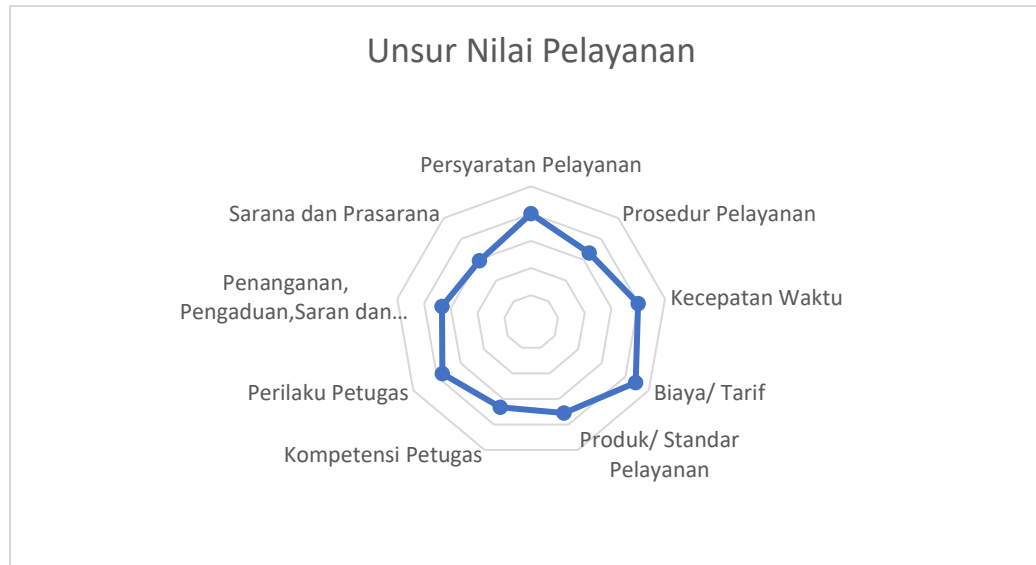 Unsur Nilai Pelayanan
Persyaratan Pelayanan
Prosedur Pelayanan
Kecepatan Waktu
Biaya/ Tarif
Produk/ Standar
Pelayanan
Kompetensi Petugas
Perilaku Petugas
Penanganan,
Pengaduan,Saran dan...
Sarana dan Prasarana